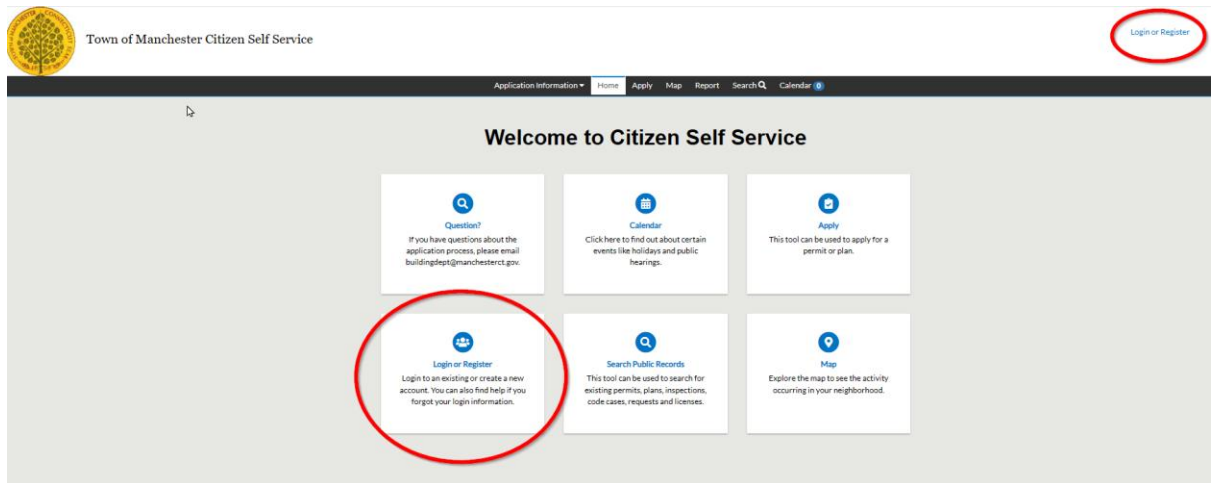 Town of Manchester Citizen Self Service
Login or Register
Application Information Home Apply Map Report Search Calendar 0
Welcome to Citizen Self Service
Question?
If you have questions about the
application process, please email
buildingdept@manchesterct.gov.
Calendar
Click here to find out about certain
events like holidays and public
hearings.
Apply
This tool can be used to apply for a
permit or plan.
Login or Register
Login to an existing or create a new
account. You can also find help if you
forgot your login information.
Search Public Records
This tool can be used to search for
existing permits, plans, inspections,
code cases, requests and licenses.
Map
Explore the map to see the activity
occurring in your neighborhood.